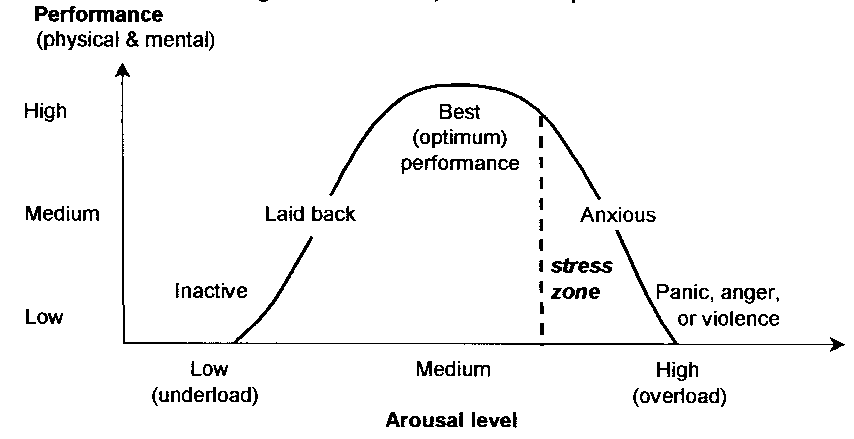 Performance
(physical & mental)
High
Best
(optimum)
performance
Medium
Laid back
Anxious
stress
zone
Inactive
Panic, anger,
or violence
Low
Low
(underload)
Medium
High
(overload)
Arousal level